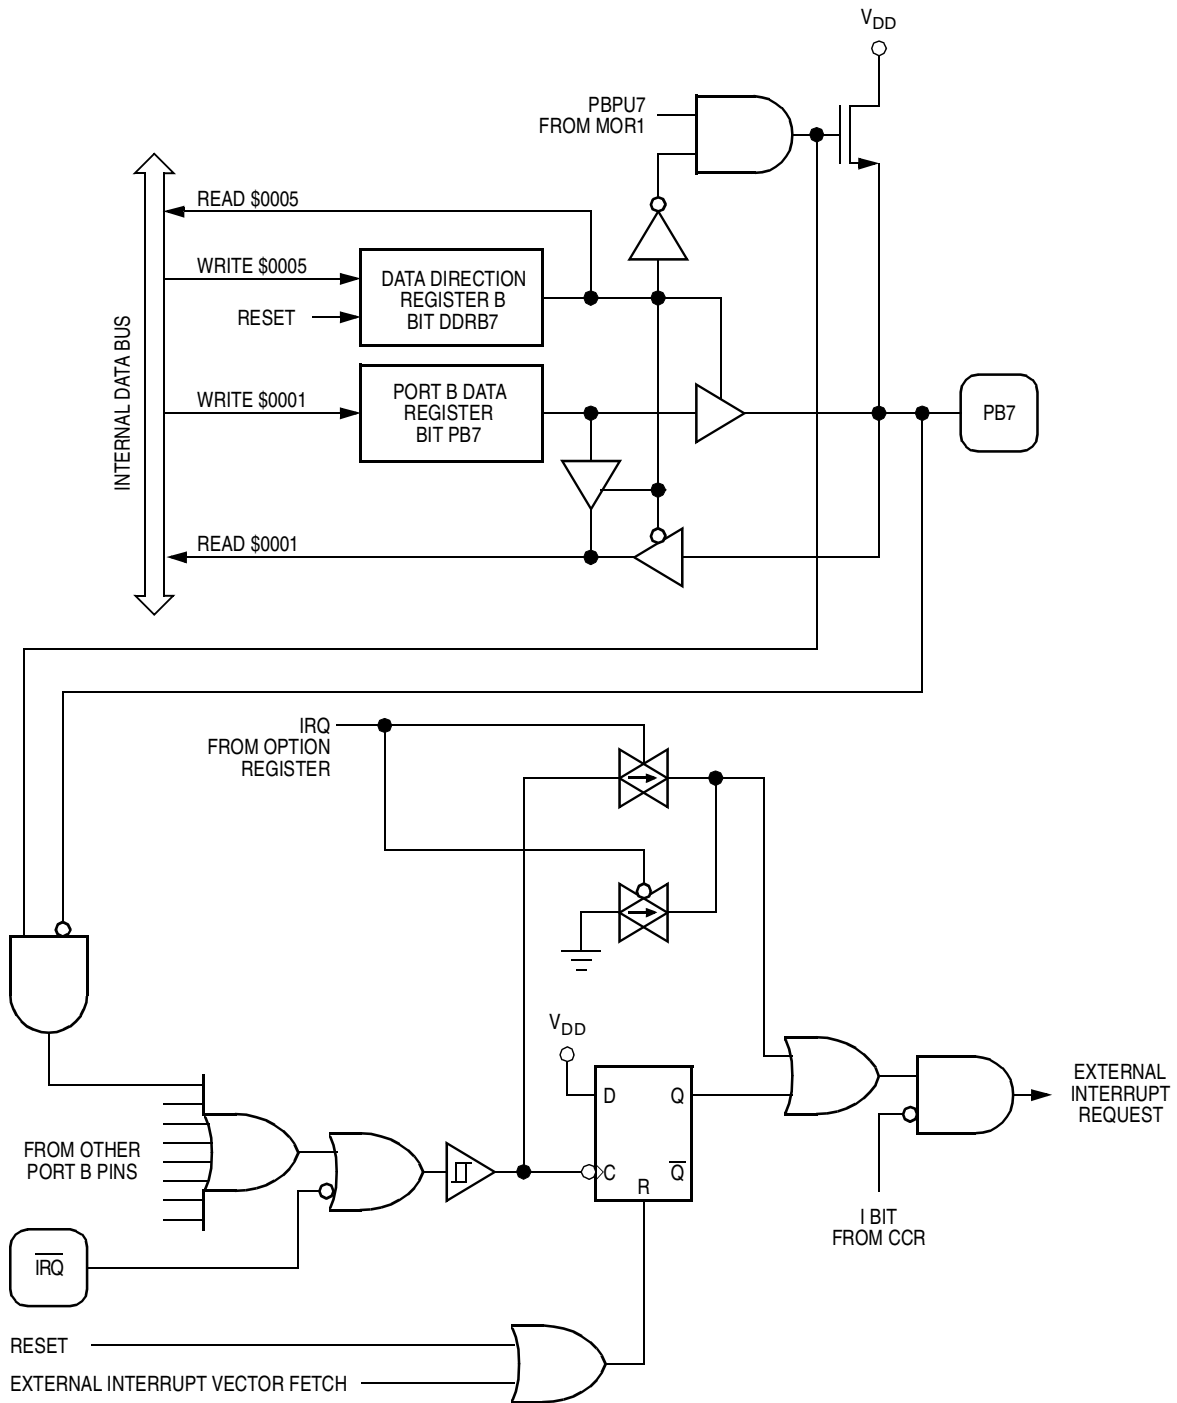 VDD
PBPU7
FROM MOR1
READ $0005
WRITE $0005
DATA DIRECTION
REGISTER B
BIT DDRB7
RESET
INTERNAL DATA BUS
WRITE $0001
PORT B DATA
REGISTER
BIT PB7
PB7
READ $0001
IRQ
FROM OPTION
REGISTER
VDD
D
Q
C
Q̅
R
EXTERNAL
INTERRUPT
REQUEST
FROM OTHER
PORT B PINS
I BIT
FROM CCR
I̅R̅Q̅
RESET
EXTERNAL INTERRUPT VECTOR FETCH